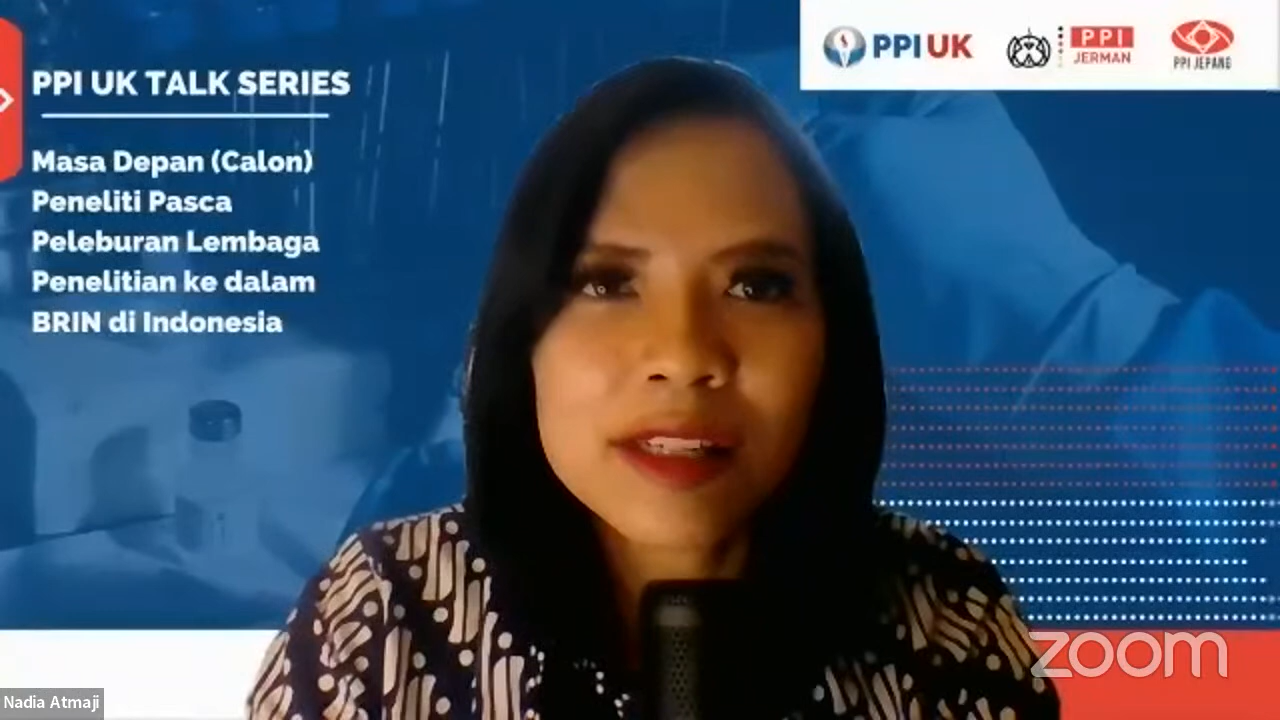 PPI UK TALK SERIES
Masa Depan (Calon)
Peneliti Pasca
Peleburan Lembaga
Penelitian ke dalam
BRIN di Indonesia
PPI UK
PPI
JERMAN
PPI JEPANG
zoom
Nadia Atmaji